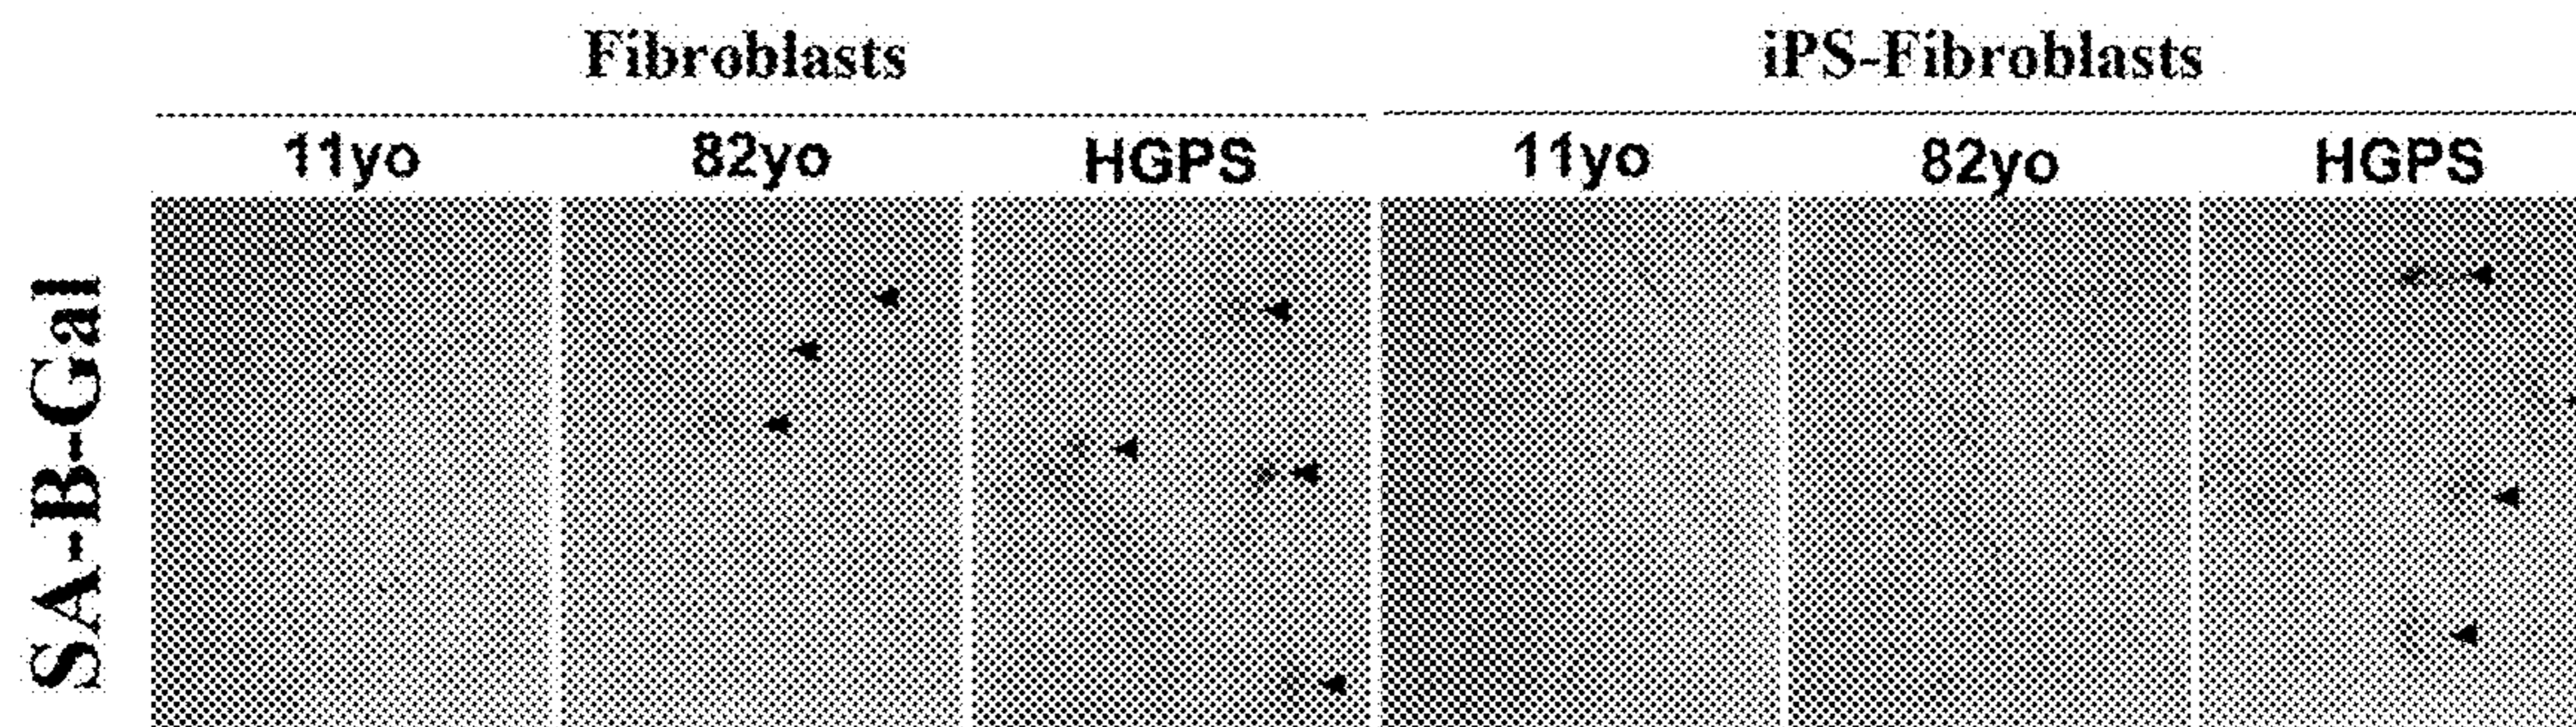 Fibroblasts iPS-Fibroblasts
11yo 82yo HGPS 11yo 82yo HGPS
SA-B-Gal